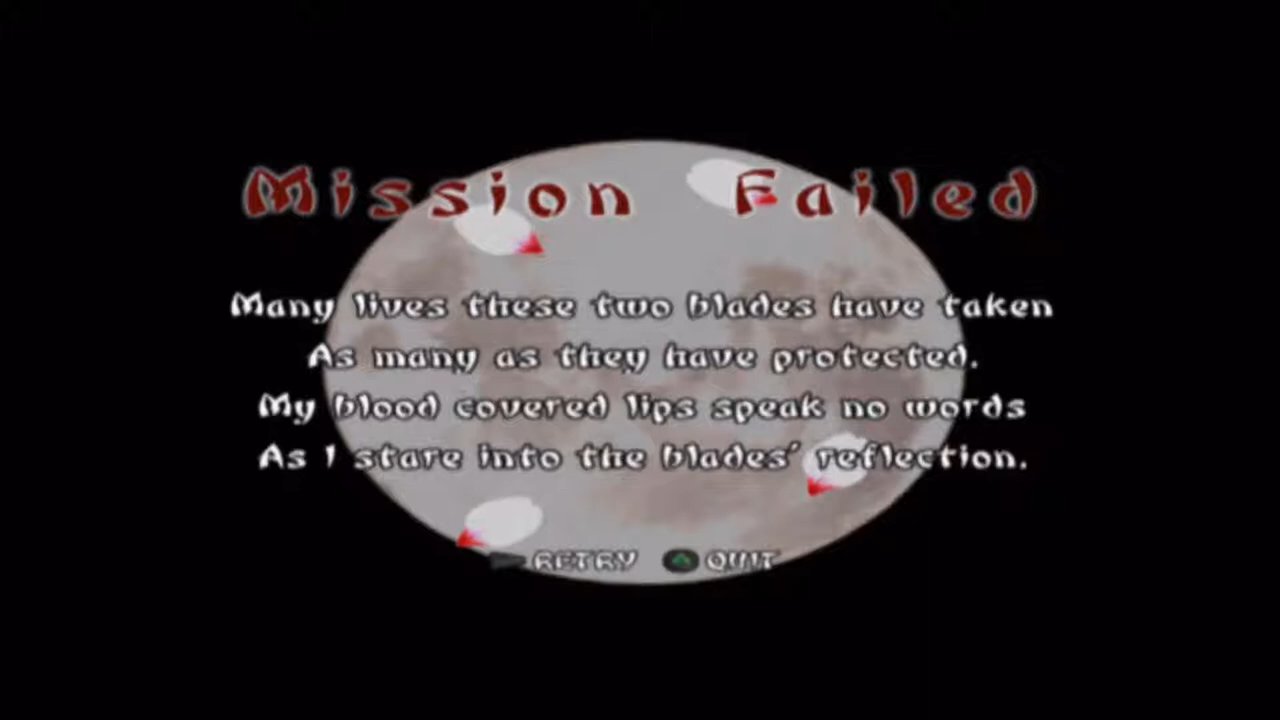 Mission Failed
Many lives these two blades have taken
As many as they have protected.
My blood covered lips speak no words
As I stare into the blades' reflection.
RETRY QUIT